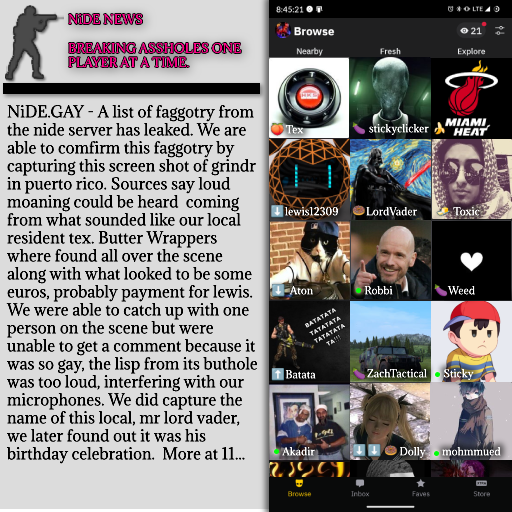 NiDE NEWS
BREAKING ASSHOLES ONE
PLAYER AT A TIME.
NiDE.GAY - A list of faggotry from
the nide server has leaked. We are
able to comfirm this faggotry by
capturing this screen shot of grindr
in puerto rico. Sources say loud
moaning could be heard coming
from what sounded like our local
resident tex. Butter Wrappers
where found all over the scene
along with what looked to be some
euros, probably payment for lewis.
We were able to catch up with one
person on the scene but were
unable to get a comment because it
was so gay, the lisp from its buthole
was too loud, interfering with our
microphones. We did capture the
name of this local, mr lord vader,
we later found out it was his
birthday celebration. More at 11...
8:45:21
LTE
Browse
21
Nearby Fresh Explore
MIAMI
HEAT
🍑 Tex 🍆 stickyclicker
⬇️ lewis12309 🍩 LordVader Toxic
⬇️ Aton Robbi 🍆 Weed
BATATATA
TATATATA
TATATATA
TA!!!
⬆️ Batata 🍆 ZachTactical Sticky
Akadir ⬇️⬇️🍩 Dolly mohmmued
Browse Inbox Faves Store